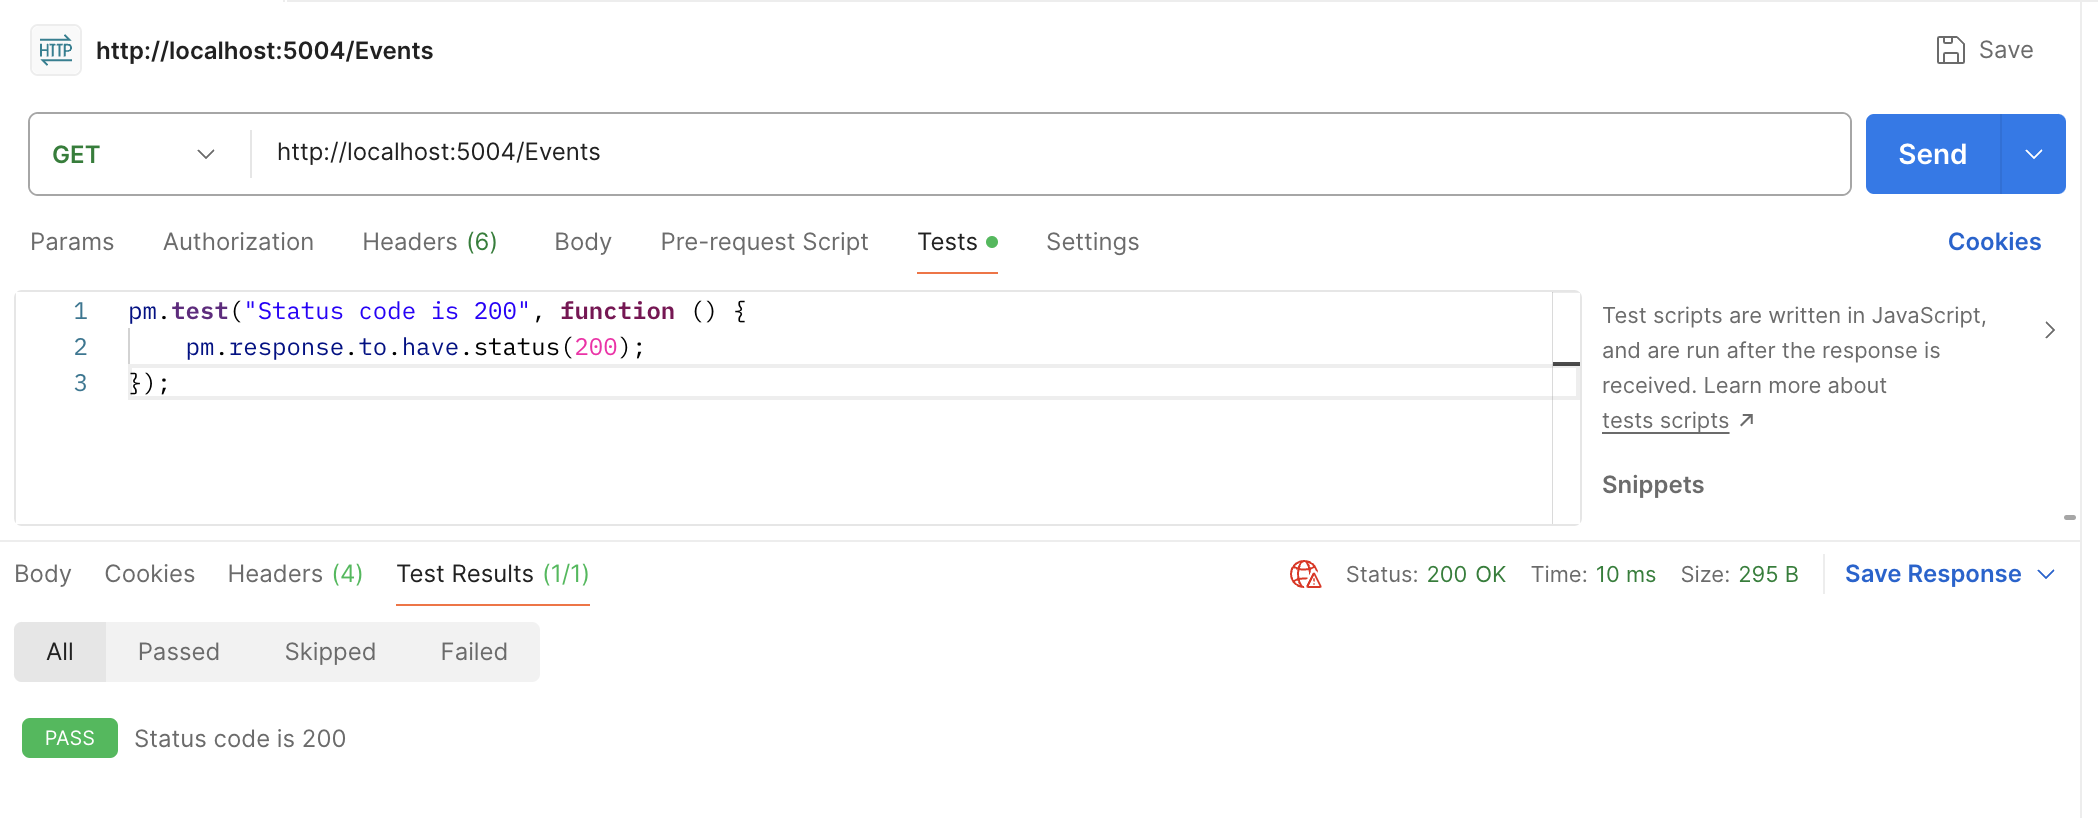 HTTP http://localhost:5004/Events Save
GET http://localhost:5004/Events Send
Params Authorization Headers (6) Body Pre-request Script Tests Settings Cookies
1 pm.test("Status code is 200", function () {
2 pm.response.to.have.status(200);
3 });
Test scripts are written in JavaScript,
and are run after the response is
received. Learn more about
tests scripts ↗
Snippets
Body Cookies Headers (4) Test Results (1/1) Status: 200 OK Time: 10 ms Size: 295 B Save Response
All Passed Skipped Failed
PASS Status code is 200